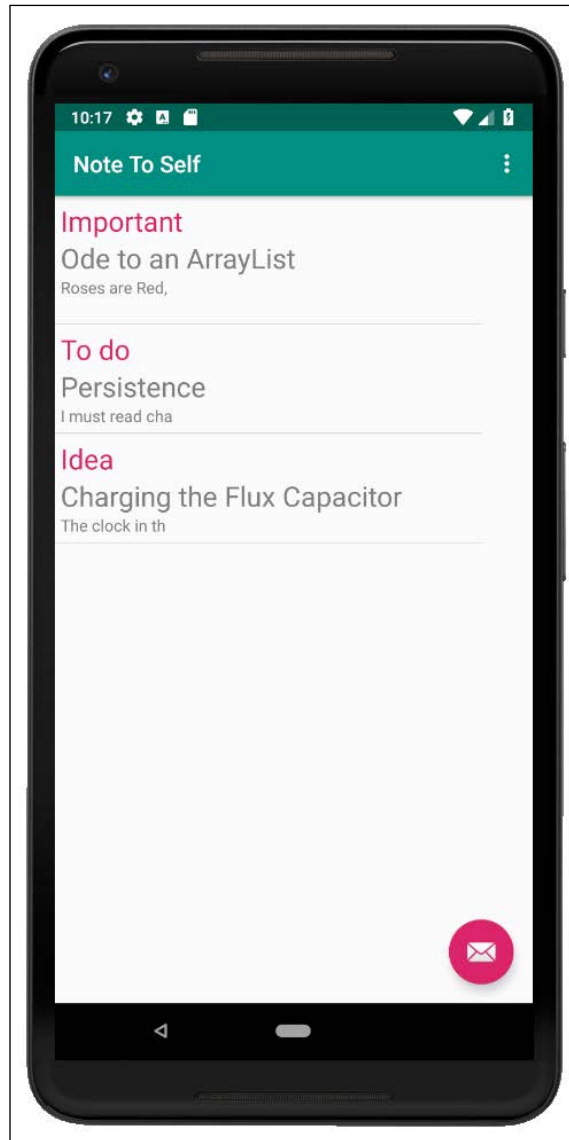 10:17
Note To Self
Important
Ode to an ArrayList
Roses are Red,
To do
Persistence
I must read cha
Idea
Charging the Flux Capacitor
The clock in th